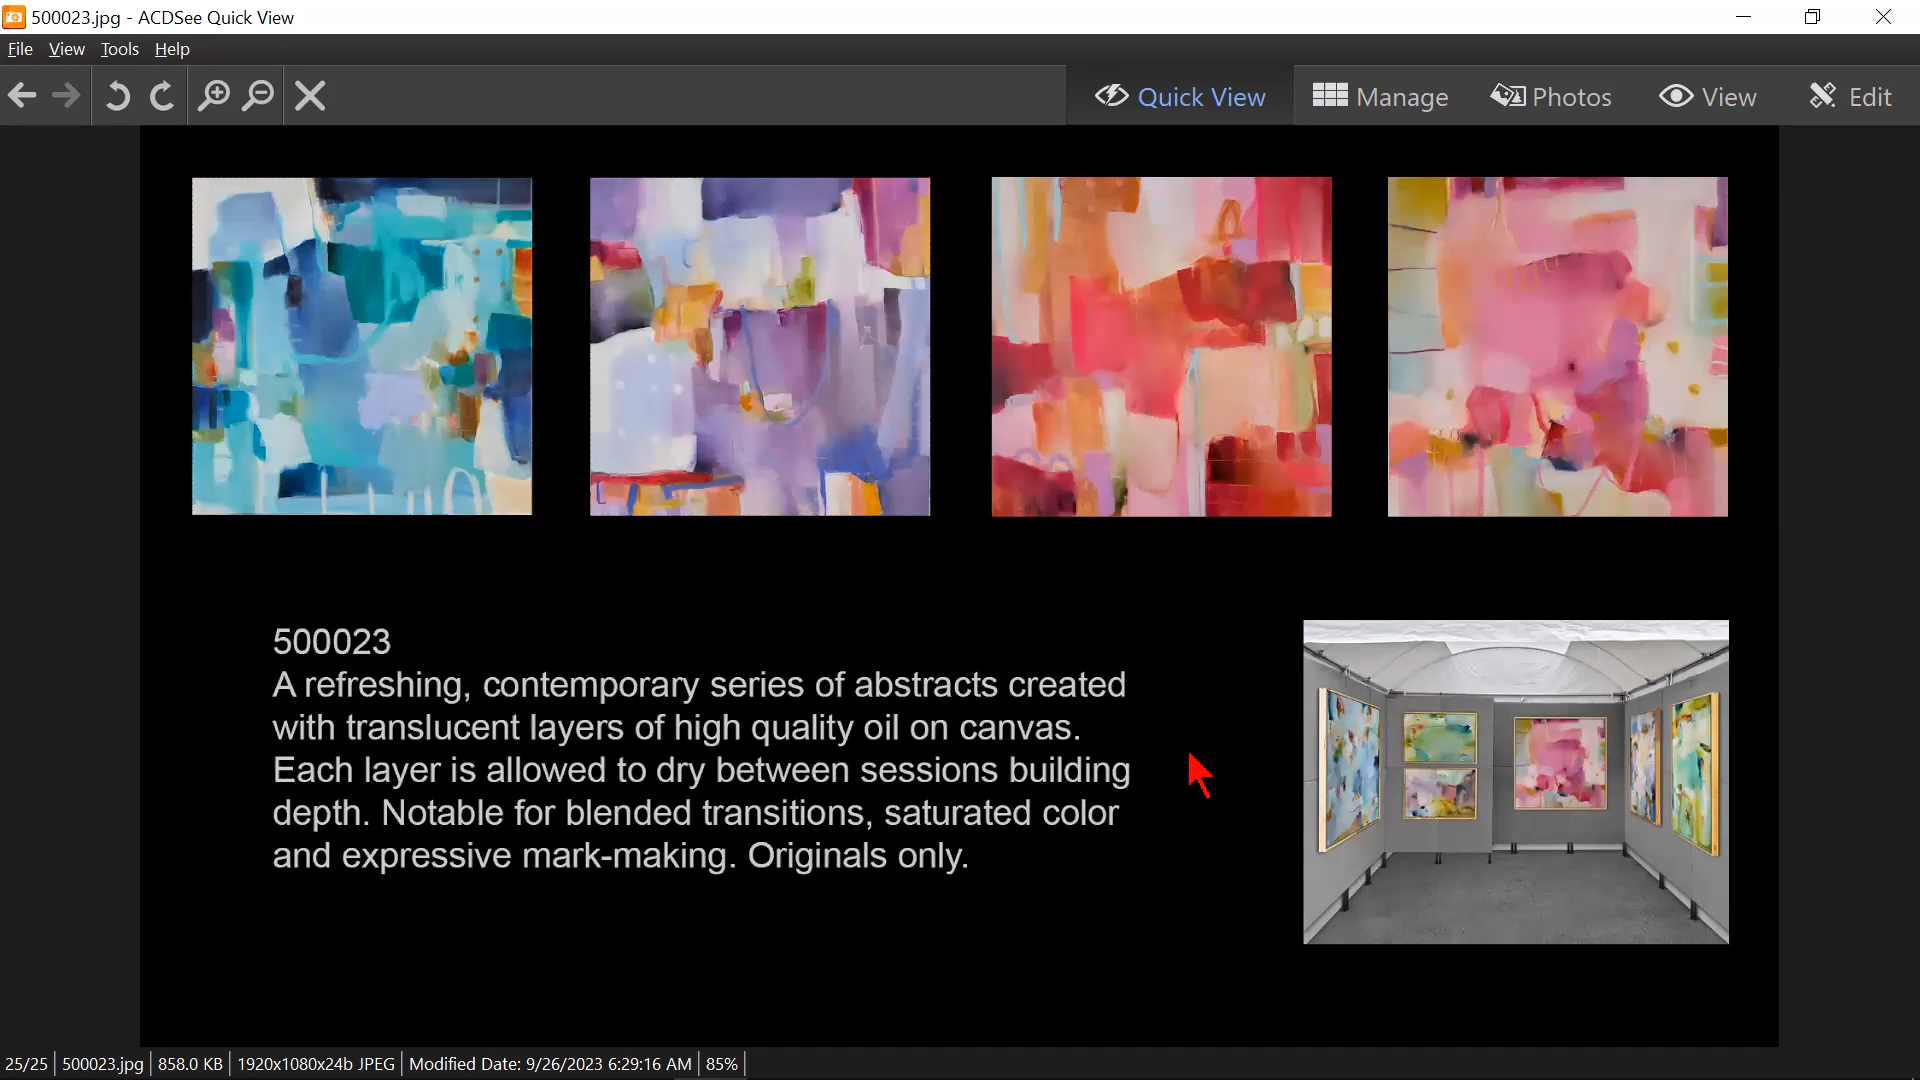 500023.jpg - ACDSee Quick View
File View Tools Help
Quick View Manage Photos View Edit
500023
A refreshing, contemporary series of abstracts created
with translucent layers of high quality oil on canvas.
Each layer is allowed to dry between sessions building
depth. Notable for blended transitions, saturated color
and expressive mark-making. Originals only.
25/25 500023.jpg 858.0 KB 1920x1080x24b JPEG Modified Date: 9/26/2023 6:29:16 AM 85%